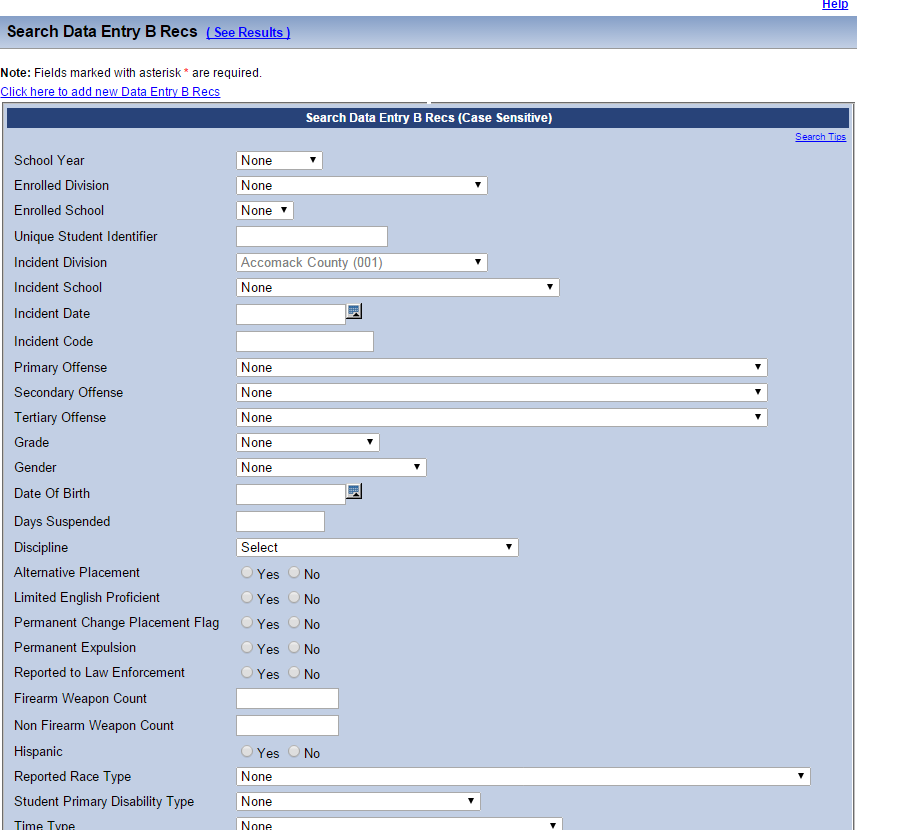 Help
Search Data Entry B Recs ( See Results )
Note: Fields marked with asterisk * are required.
Click here to add new Data Entry B Recs
Search Data Entry B Recs (Case Sensitive)
Search Tips
School Year None
Enrolled Division None
Enrolled School None
Unique Student Identifier
Incident Division Accomack County (001)
Incident School None
Incident Date
Incident Code
Primary Offense None
Secondary Offense None
Tertiary Offense None
Grade None
Gender None
Date Of Birth
Days Suspended
Discipline Select
Alternative Placement Yes No
Limited English Proficient Yes No
Permanent Change Placement Flag Yes No
Permanent Expulsion Yes No
Reported to Law Enforcement Yes No
Firearm Weapon Count
Non Firearm Weapon Count
Hispanic Yes No
Reported Race Type None
Student Primary Disability Type None
Time Type None